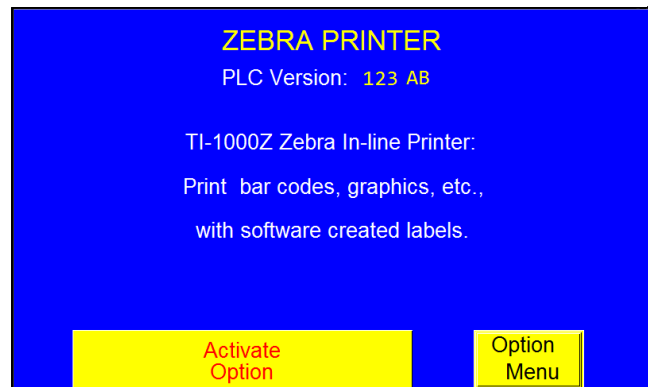 ZEBRA PRINTER
PLC Version: 123 AB
TI-1000Z Zebra In-line Printer:
Print bar codes, graphics, etc.,
with software created labels.
Activate
Option
Option
Menu